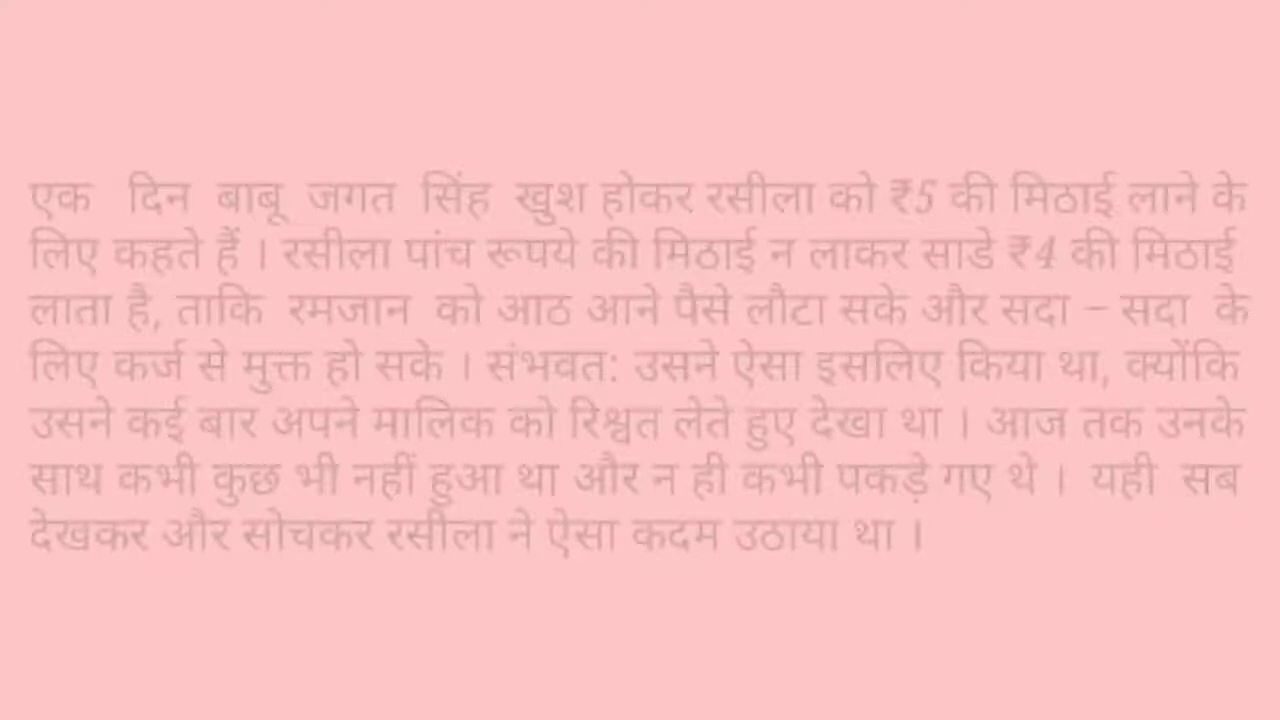 एक दिन बाबू जगत सिंह खुश होकर रसीला को ₹5 की मिठाई लाने के
लिए कहते हैं । रसीला पांच रूपये की मिठाई न लाकर साडे ₹4 की मिठाई
लाता है, ताकि रमजान को आठ आने पैसे लौटा सके और सदा – सदा के
लिए कर्ज से मुक्त हो सके । संभवत: उसने ऐसा इसलिए किया था, क्योंकि
उसने कई बार अपने मालिक को रिश्वत लेते हुए देखा था । आज तक उनके
साथ कभी कुछ भी नहीं हुआ था और न ही कभी पकड़े गए थे । यही सब
देखकर और सोचकर रसीला ने ऐसा कदम उठाया था ।